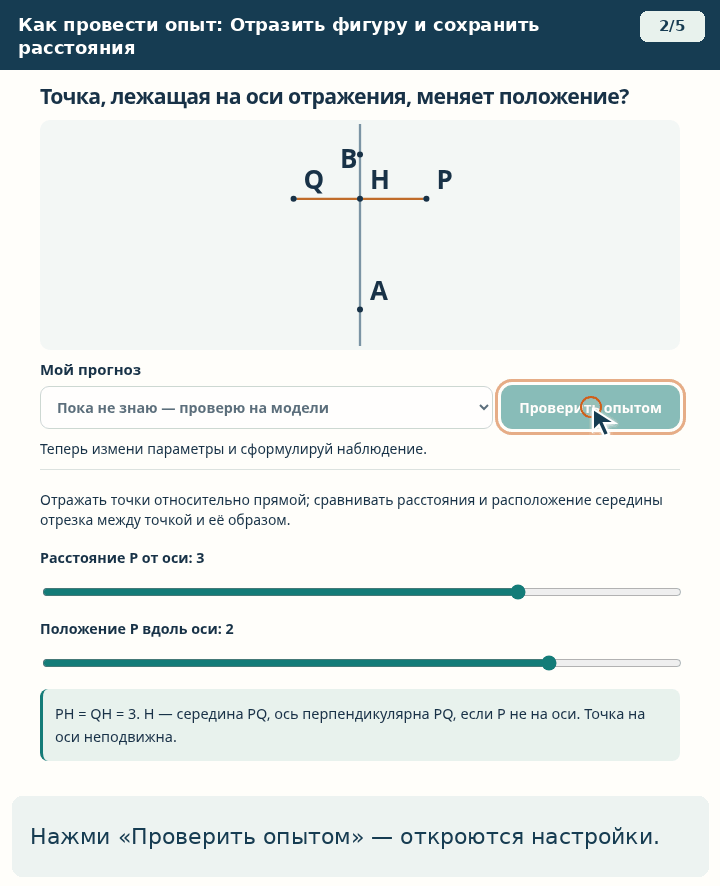 Как провести опыт: Отразить фигуру и сохранить
расстояния
2/5
Точка, лежащая на оси отражения, меняет положение?
B
Q H P
A
Мой прогноз
Пока не знаю — проверю на модели
Проверить опытом
Теперь измени параметры и сформулируй наблюдение.
Отражать точки относительно прямой; сравнивать расстояния и расположение середины
отрезка между точкой и её образом.
Расстояние P от оси: 3
Положение P вдоль оси: 2
PH = QH = 3. H — середина PQ, ось перпендикулярна PQ, если P не на оси. Точка на
оси неподвижна.
Нажми «Проверить опытом» — откроются настройки.